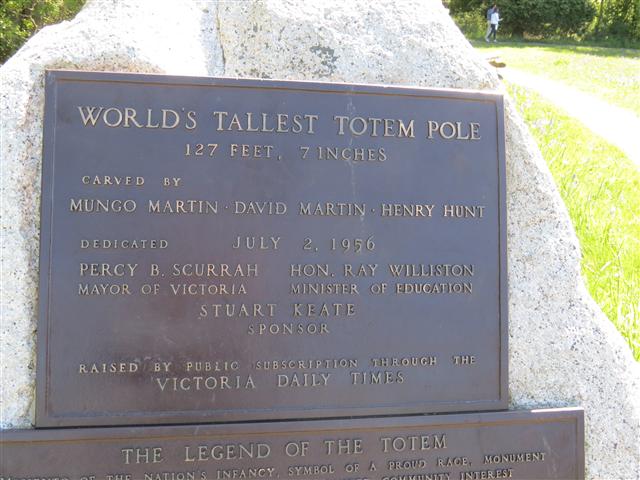 WORLD'S TALLEST TOTEM POLE
127 FEET, 7 INCHES
CARVED BY
MUNGO MARTIN · DAVID MARTIN · HENRY HUNT
DEDICATED JULY 2, 1956
PERCY B. SCURRAH HON. RAY WILLISTON
MAYOR OF VICTORIA MINISTER OF EDUCATION
STUART KEATE
SPONSOR
RAISED BY PUBLIC SUBSCRIPTION THROUGH THE
VICTORIA DAILY TIMES
THE LEGEND OF THE TOTEM
OF THE NATION'S INFANCY, SYMBOL OF A PROUD RACE, MONUMENT
COMMUNITY INTEREST